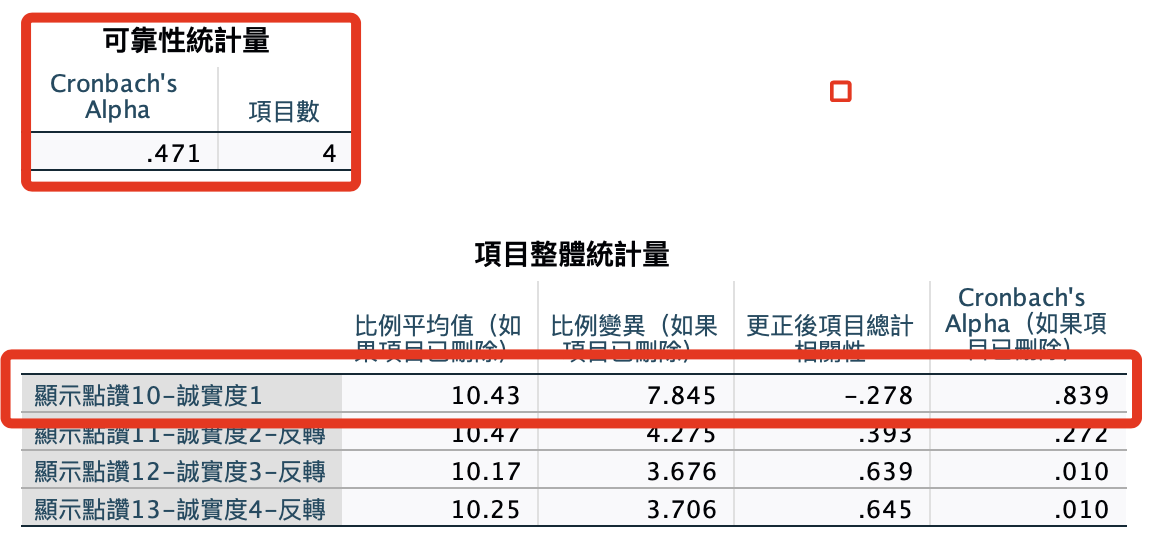 可靠性統計量
Cronbach's
Alpha 項目數
.471 4
項目整體統計量
比例平均值（如果項目已刪除） 比例變異（如果項目已刪除） 更正後項目總計相關性 Cronbach's Alpha（如果項目已刪除）
顯示點讚10-誠實度1 10.43 7.845 -.278 .839
顯示點讚11-誠實度2-反轉 10.47 4.275 .393 .272
顯示點讚12-誠實度3-反轉 10.17 3.676 .639 .010
顯示點讚13-誠實度4-反轉 10.25 3.706 .645 .010